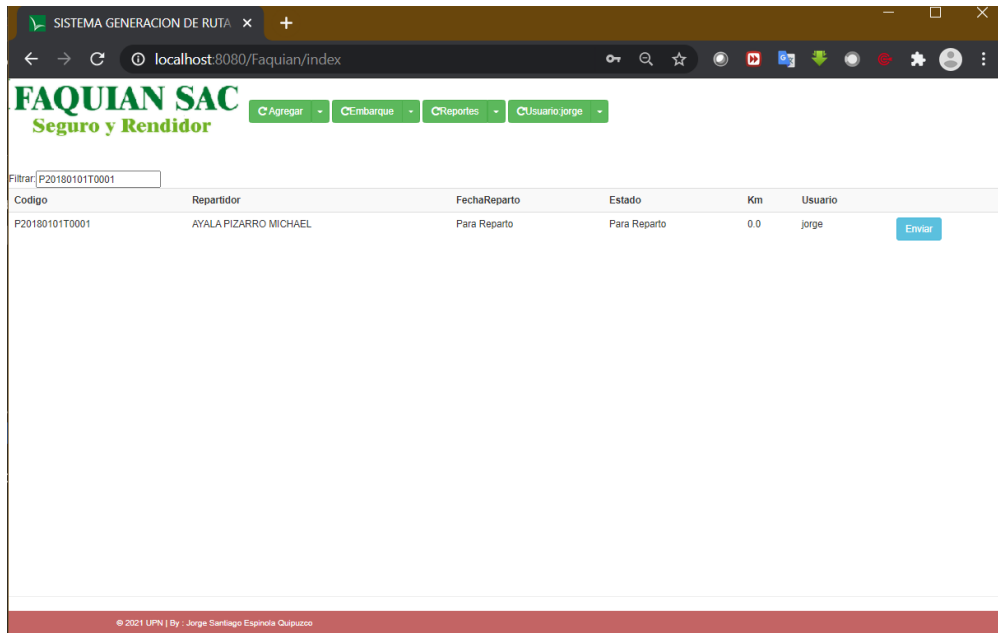 SISTEMA GENERACION DE RUTA
localhost:8080/Faquian/index
FAQUIAN SAC
Seguro y Rendidor
Agregar
Embarque
Reportes
Usuario:jorge
Filtrar: P20180101T0001
Codigo Repartidor FechaReparto Estado Km Usuario
P20180101T0001 AYALA PIZARRO MICHAEL Para Reparto Para Reparto 0.0 jorge Enviar
© 2021 UPN | By : Jorge Santiago Espinola Quipuzco